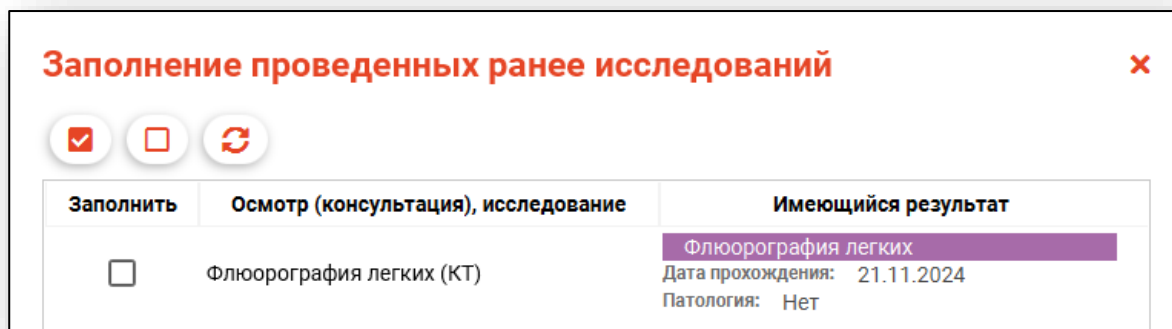 Заполнение проведенных ранее исследований
Заполнить Осмотр (консультация), исследование Имеющийся результат
Флюорография легких (КТ)
Флюорография легких
Дата прохождения: 21.11.2024
Патология: Нет